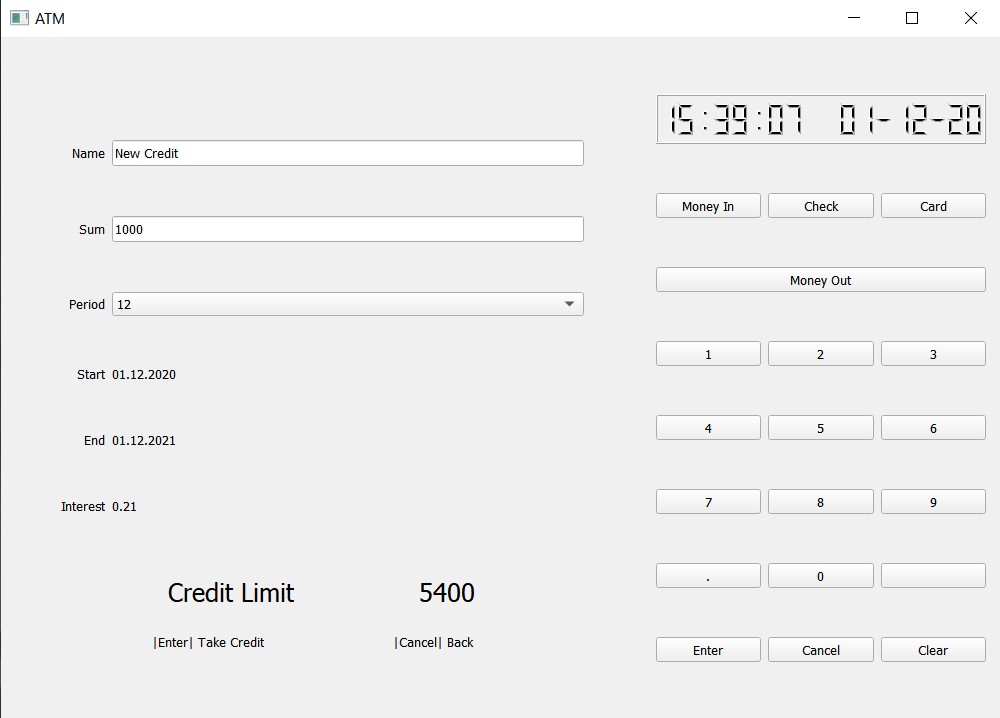 ATM
15:39:07 01-12-20
Name New Credit
Money In Check Card
Sum 1000
Money Out
Period 12
1 2 3
Start 01.12.2020
4 5 6
End 01.12.2021
7 8 9
Interest 0.21
. 0
Credit Limit 5400
|Enter| Take Credit |Cancel| Back
Enter Cancel Clear